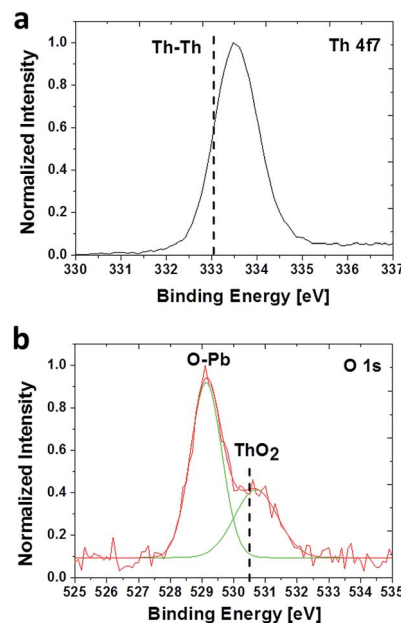 a
Th-Th
Th 4f7
1.0
0.8
0.6
0.4
0.2
0.0
Normalized Intensity
330 331 332 333 334 335 336 337
Binding Energy [eV]
b
O-Pb
O 1s
ThO₂
1.0
0.8
0.6
0.4
0.2
0.0
Normalized Intensity
525 526 527 528 529 530 531 532 533 534 535
Binding Energy [eV]